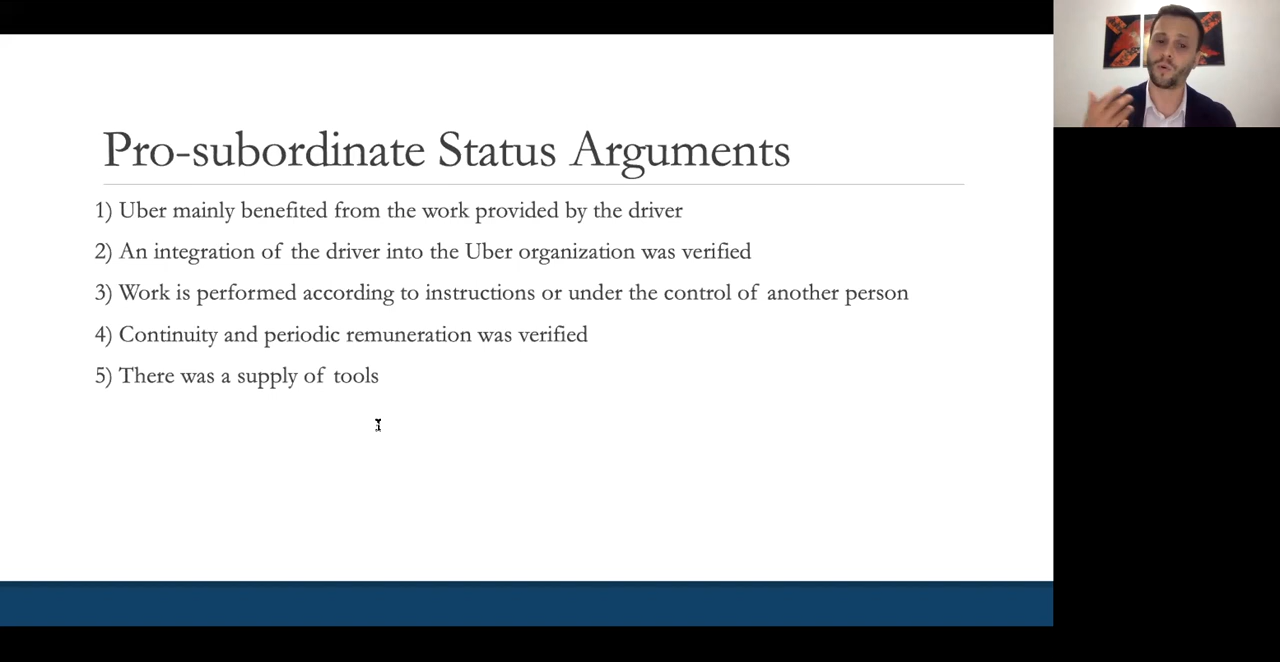 Pro-subordinate Status Arguments
1) Uber mainly benefited from the work provided by the driver
2) An integration of the driver into the Uber organization was verified
3) Work is performed according to instructions or under the control of another person
4) Continuity and periodic remuneration was verified
5) There was a supply of tools